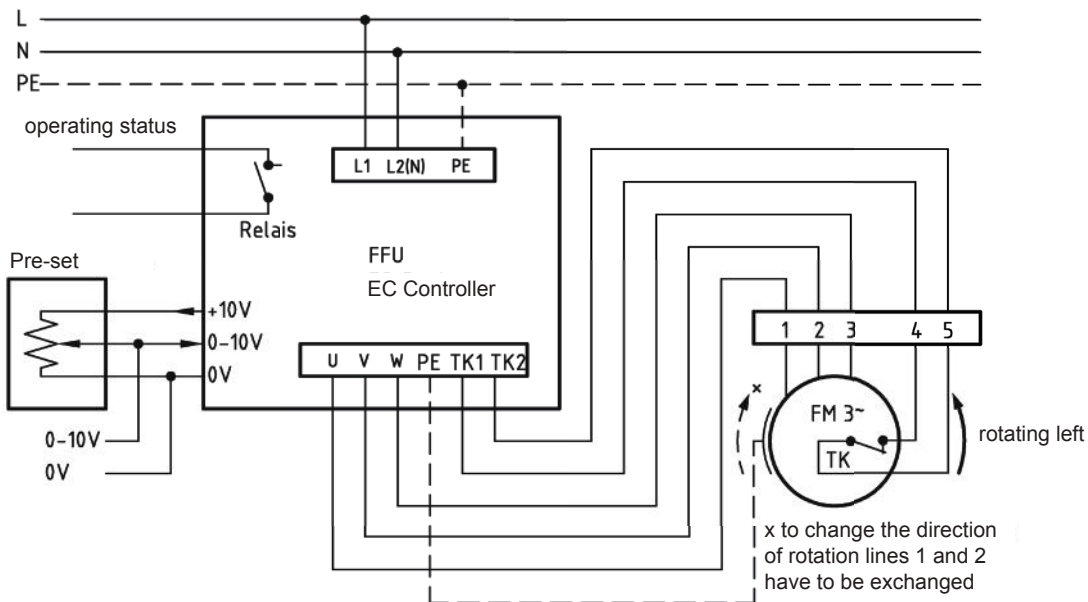 L
N
PE
operating status
L1 L2(N) PE
Relais
FFU
EC Controller
Pre-set
+10V
0-10V
0V
U V W PE TK1 TK2
0-10V
0V
1 2 3 4 5
x
FM 3~
TK
rotating left
x to change the direction
of rotation lines 1 and 2
have to be exchanged